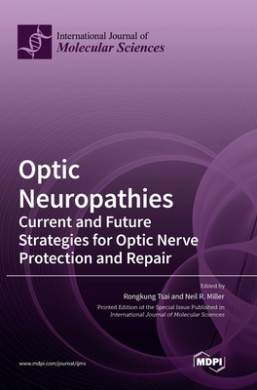 International Journal of
Molecular Sciences
Optic
Neuropathies
Current and Future
Strategies for Optic Nerve
Protection and Repair
Edited by
Rongkung Tsai and Neil R. Miller
Printed Edition of the Special Issue Published in
International Journal of Molecular Sciences
www.mdpi.com/journal/ijms
MDPI